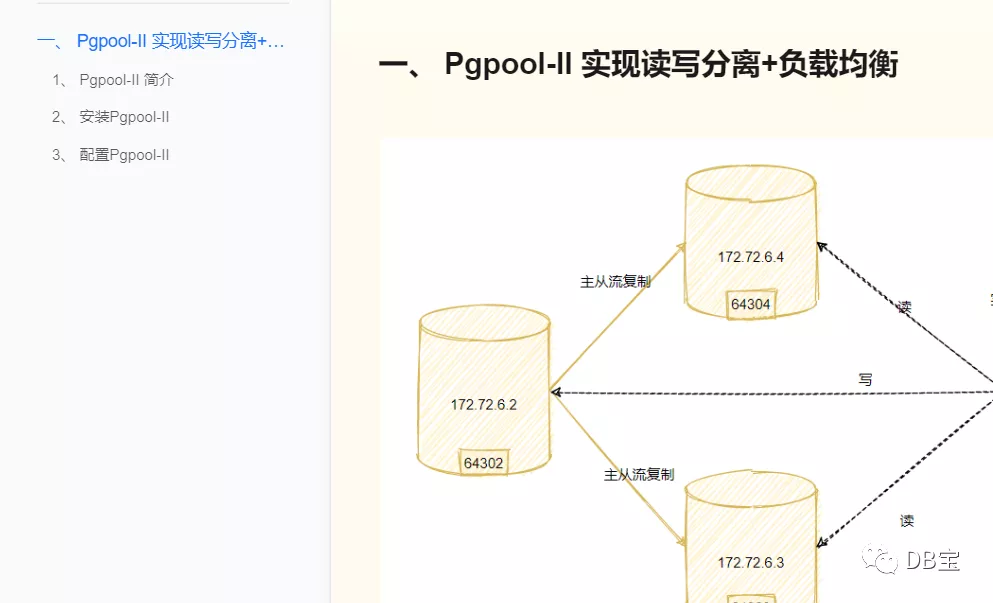 一、 Pgpool-II 实现读写分离+…
1、 Pgpool-II 简介
2、 安装Pgpool-II
3、 配置Pgpool-II
一、 Pgpool-II 实现读写分离+负载均衡
172.72.6.4
主从流复制
64304
读
写
172.72.6.2
64302
主从流复制
读
172.72.6.3
DB宝